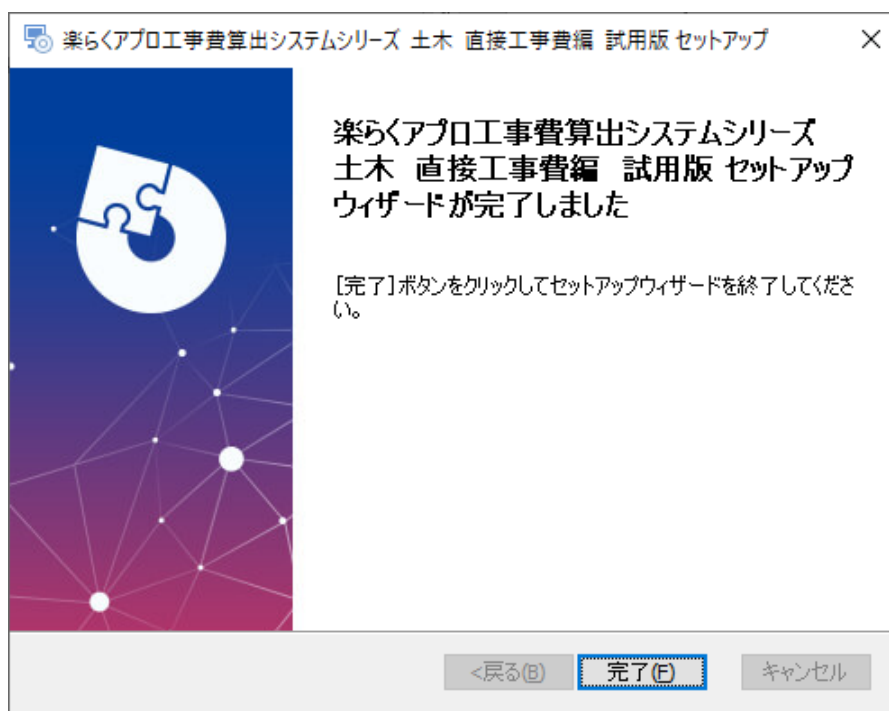 楽らくアプロ工事費算出システムシリーズ 土木 直接工事費編 試用版 セットアップ
楽らくアプロ工事費算出システムシリーズ
土木 直接工事費編 試用版 セットアップ
ウィザードが完了しました
[完了]ボタンをクリックしてセットアップウィザードを終了してくださ
い。
<戻る(B)
完了(F)
キャンセル